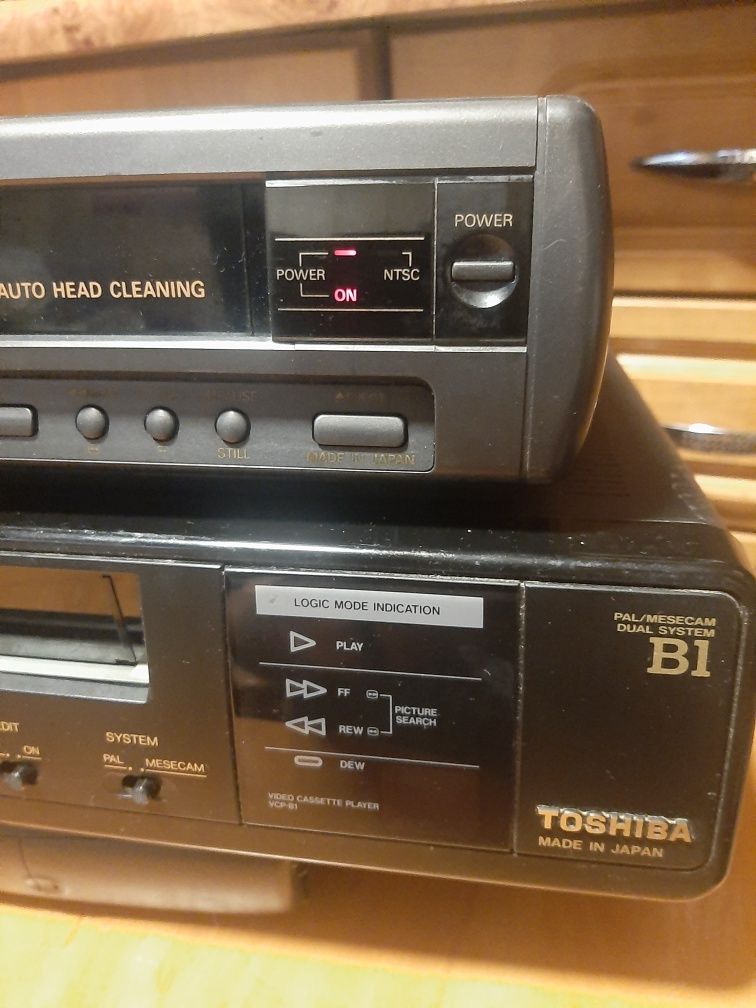 POWER
AUTO HEAD CLEANING
POWER NTSC
ON
STILL
MADE IN JAPAN
LOGIC MODE INDICATION
PLAY
FF
PICTURE
SEARCH
REW
DEW
VIDEO CASSETTE PLAYER
VCP-B1
PAL/MESECAM
DUAL SYSTEM
B1
ON
SYSTEM
PAL MESECAM
TOSHIBA
MADE IN JAPAN